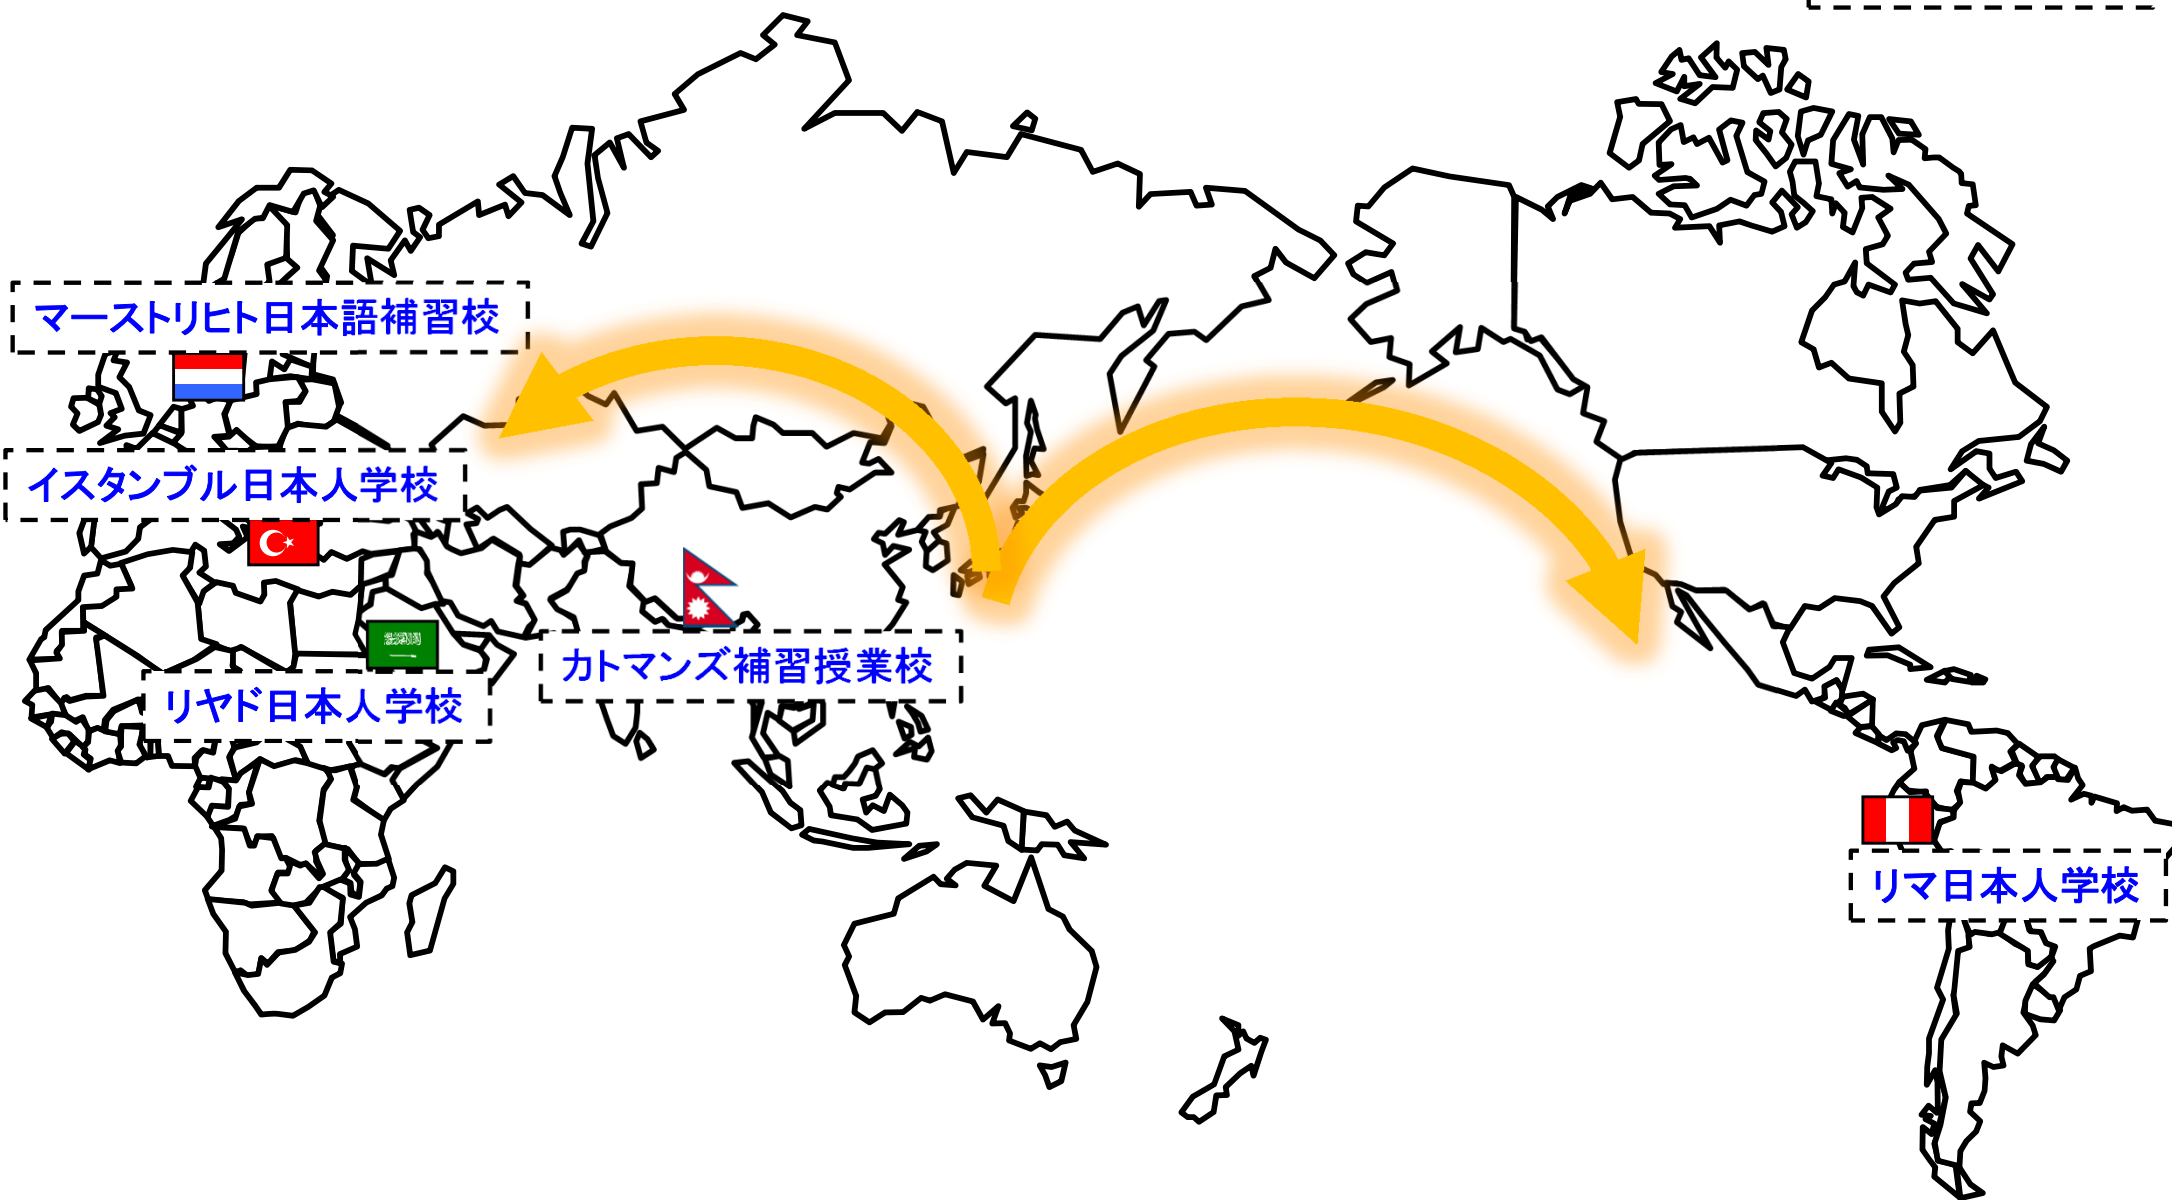 マーストリヒト日本語補習校
イスタンブル日本人学校
カトマンズ補習授業校
リヤド日本人学校
リマ日本人学校